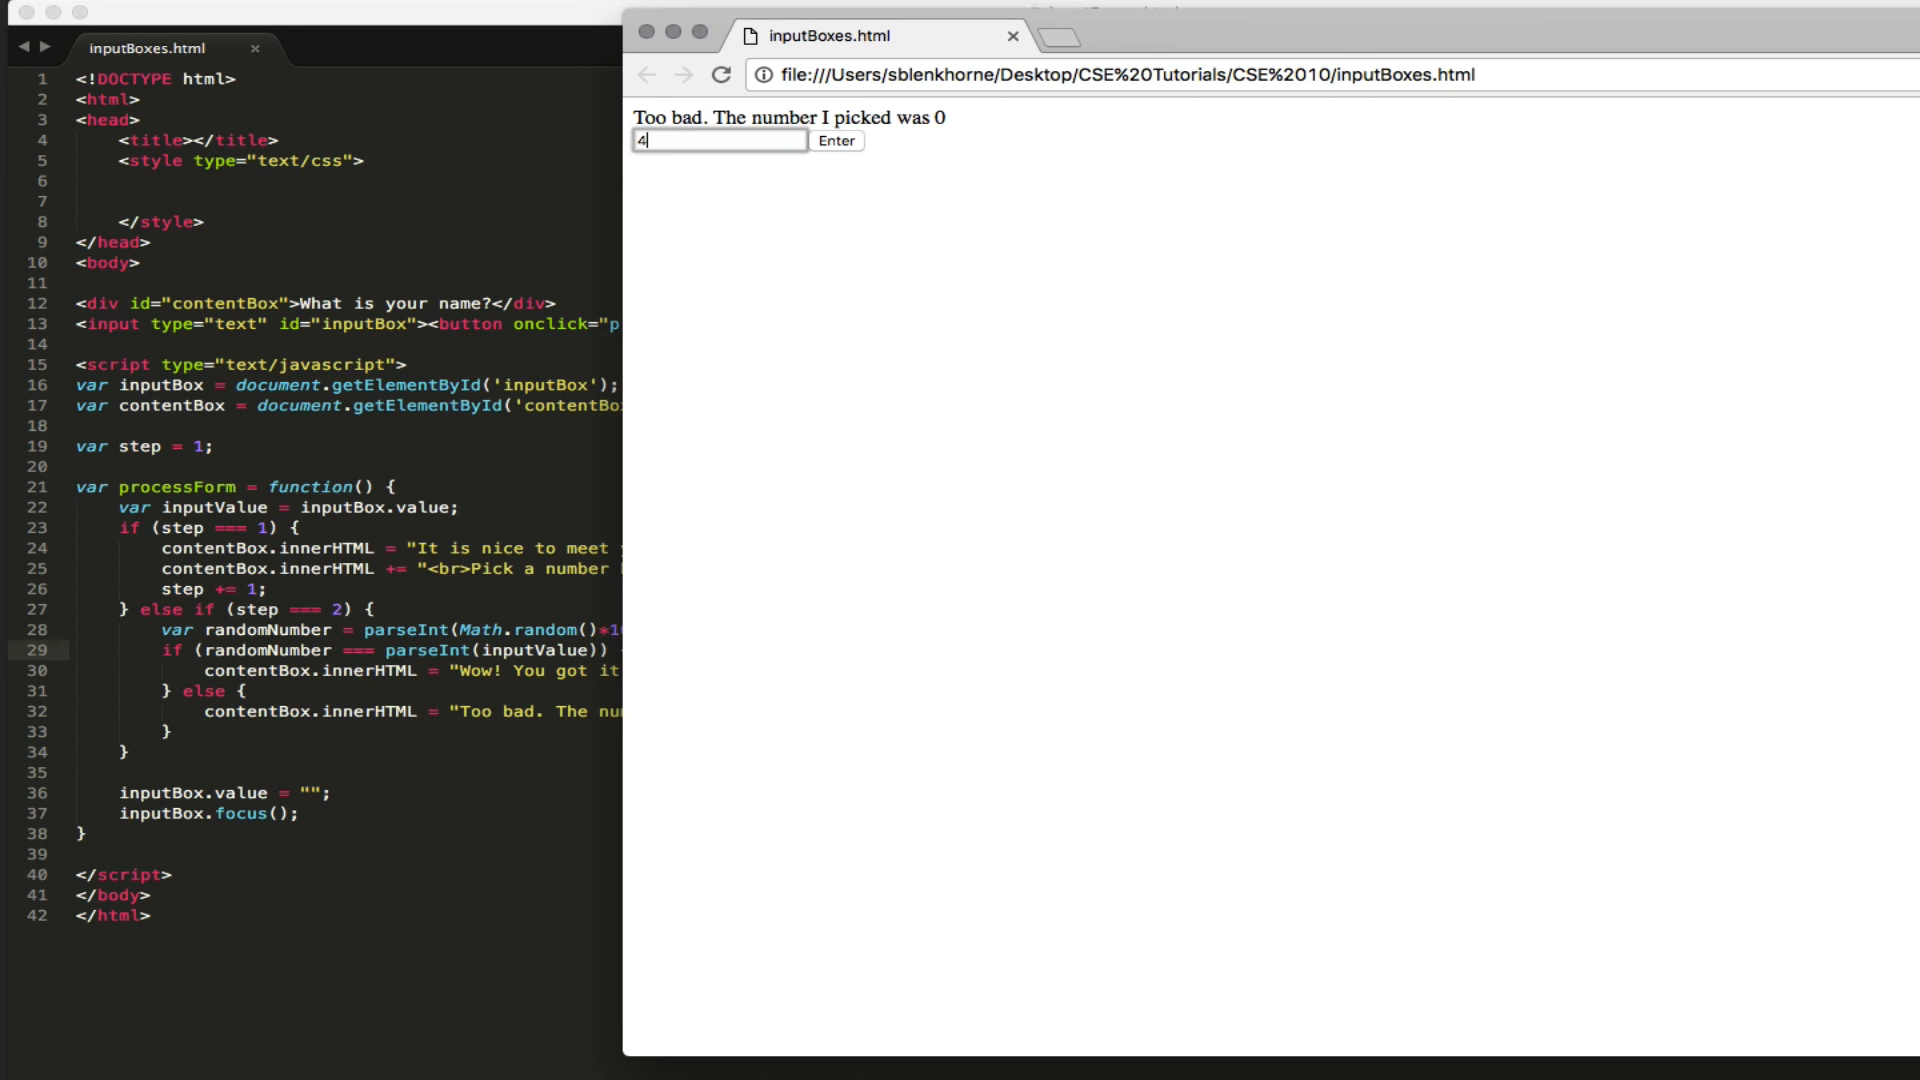 inputBoxes.html
1 <!DOCTYPE html>
2 <html>
3 <head>
4 <title></title>
5 <style type="text/css">
6
7
8 </style>
9 </head>
10 <body>
11
12 <div id="contentBox">What is your name?</div>
13 <input type="text" id="inputBox"><button onclick="p
14
15 <script type="text/javascript">
16 var inputBox = document.getElementById('inputBox');
17 var contentBox = document.getElementById('contentBo
18
19 var step = 1;
20
21 var processForm = function() {
22 var inputValue = inputBox.value;
23 if (step === 1) {
24 contentBox.innerHTML = "It is nice to meet
25 contentBox.innerHTML += "<br>Pick a number
26 step += 1;
27 } else if (step === 2) {
28 var randomNumber = parseInt(Math.random()*1
29 if (randomNumber === parseInt(inputValue))
30 contentBox.innerHTML = "Wow! You got it
31 } else {
32 contentBox.innerHTML = "Too bad. The nu
33 }
34 }
35
36 inputBox.value = "";
37 inputBox.focus();
38 }
39
40 </script>
41 </body>
42 </html>
inputBoxes.html
file:///Users/sblenkhorne/Desktop/CSE%20Tutorials/CSE%2010/inputBoxes.html
Too bad. The number I picked was 0
4 Enter